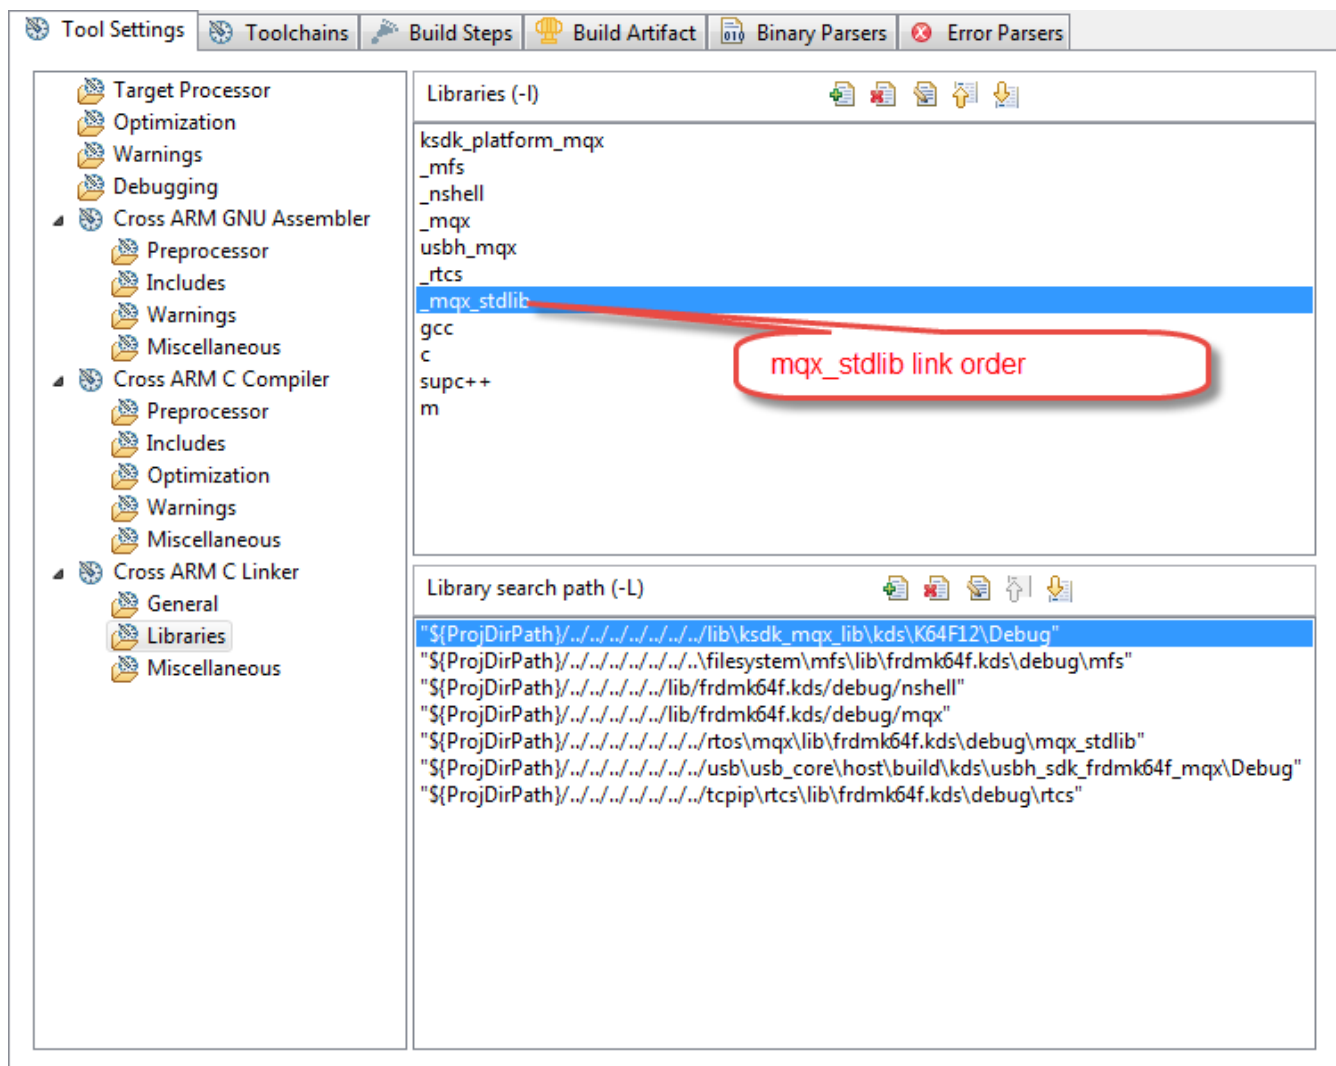 Tool Settings Toolchains Build Steps Build Artifact Binary Parsers Error Parsers
Target Processor
Optimization
Warnings
Debugging
Cross ARM GNU Assembler
Preprocessor
Includes
Warnings
Miscellaneous
Cross ARM C Compiler
Preprocessor
Includes
Optimization
Warnings
Miscellaneous
Cross ARM C Linker
General
Libraries
Miscellaneous
Libraries (-l)
ksdk_platform_mqx
_mfs
_nshell
_mqx
usbh_mqx
_rtcs
_mqx_stdlib
gcc
c
supc++
m
mqx_stdlib link order
Library search path (-L)
"${ProjDirPath}/../../../../../../../lib\ksdk_mqx_lib\kds\K64F12\Debug"
"${ProjDirPath}/../../../../../../..\filesystem\mfs\lib\frdmk64f.kds\debug\mfs"
"${ProjDirPath}/../../../../../lib/frdmk64f.kds/debug/nshell"
"${ProjDirPath}/../../../../../lib/frdmk64f.kds/debug/mqx"
"${ProjDirPath}/../../../../../../../rtos\mqx\lib\frdmk64f.kds\debug\mqx_stdlib"
"${ProjDirPath}/../../../../../../../usb\usb_core\host\build\kds\usbh_sdk_frdmk64f_mqx\Debug"
"${ProjDirPath}/../../../../../../../tcpip\rtcs\lib\frdmk64f.kds\debug\rtcs"